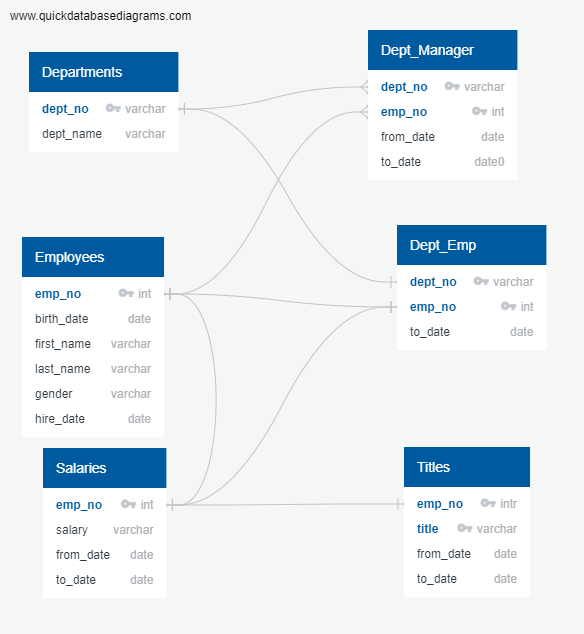 www.quickdatabasediagrams.com
Departments
dept_no varchar
dept_name varchar
Dept_Manager
dept_no varchar
emp_no int
from_date date
to_date date0
Employees
emp_no int
birth_date date
first_name varchar
last_name varchar
gender varchar
hire_date date
Dept_Emp
dept_no varchar
emp_no int
to_date date
Salaries
emp_no int
salary varchar
from_date date
to_date date
Titles
emp_no intr
title varchar
from_date date
to_date date